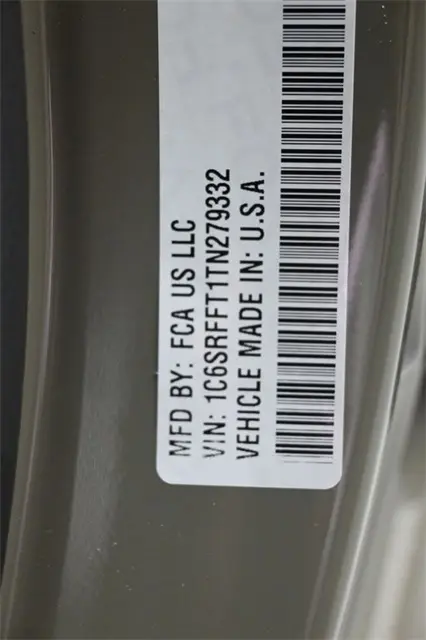 MFD BY: FCA US LLC
VIN: 1C6SRFFT1TN279332
VEHICLE MADE IN: U.S.A.